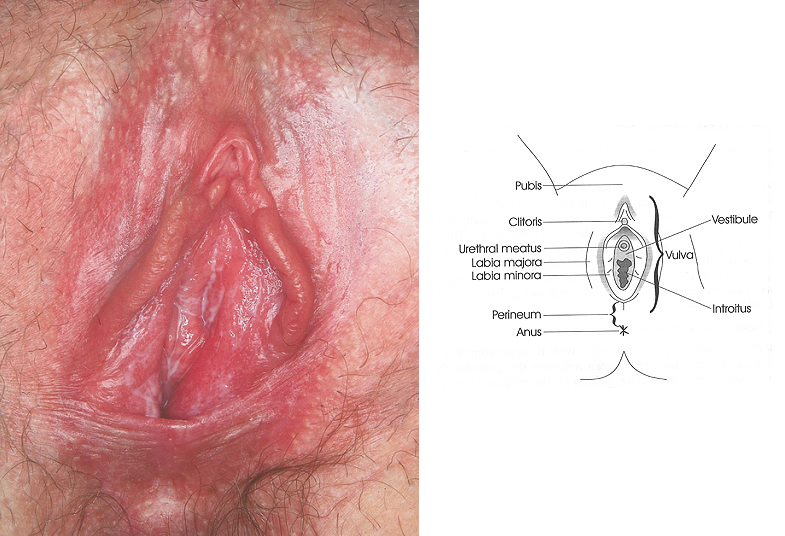 Pubis
Clitoris
Vestibule
Urethral meatus
Labia majora
Vulva
Labia minora
Introitus
Perineum
Anus